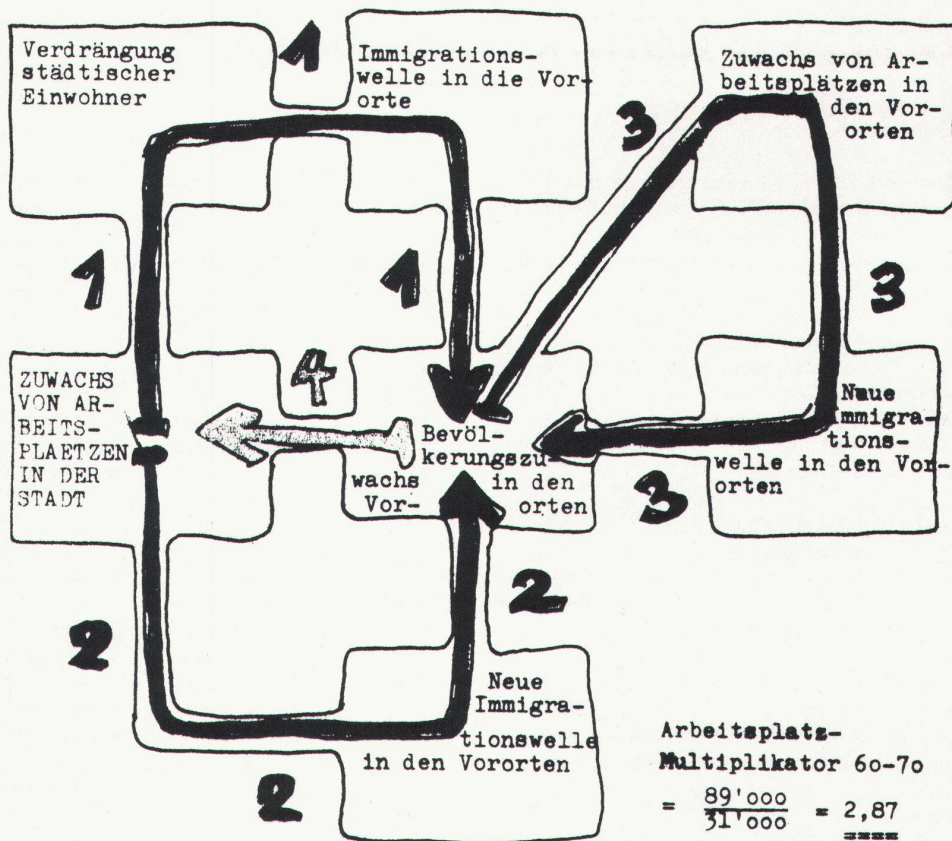 1
Verdrängung
städtischer
Einwohner
Immigrations-
welle in die Vor-
orte
Zuwachs von Ar-
beitsplätzen in
den Vor-
orten
3
1
1
3
ZUWACHS
VON AR-
BEITS-
PLAETZEN
IN DER
STADT
4
Bevöl-
kerungszu-
wachs in den
Vor- orten
Neue
Immigra-
tions-
welle in den Vor-
orten
3
2
2
Neue
Immigra-
tionswelle
in den Vororten
2
Arbeitsplatz-
Multiplikator 60-70
= 89'000
31'000 = 2,87